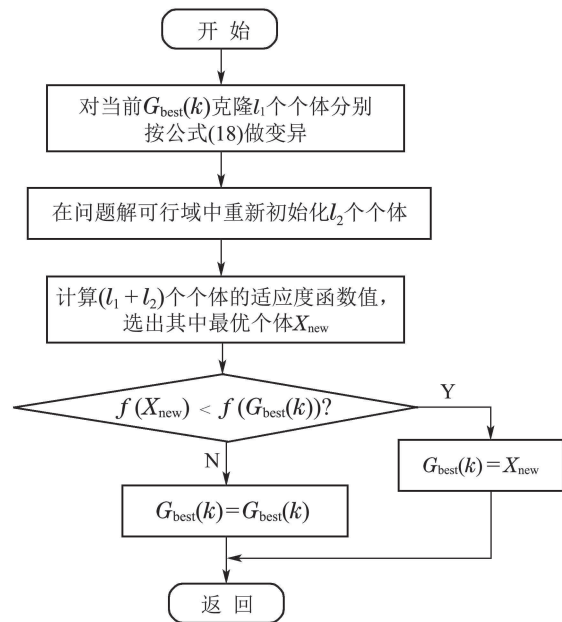 开 始
对当前G_best(k)克隆l₁个个体分别
按公式(18)做变异
在问题解可行域中重新初始化l₂个个体
计算(l₁+l₂)个个体的适应度函数值，
选出其中最优个体X_new
f(X_new) < f(G_best(k))?
Y
N
G_best(k)=X_new
G_best(k)=G_best(k)
返 回